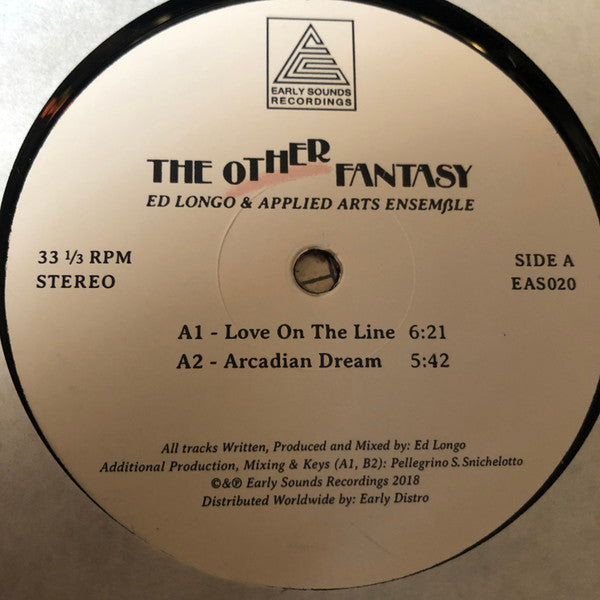 EARLY SOUNDS
RECORDINGS
THE OTHER FANTASY
ED LONGO & APPLIED ARTS ENSEMβLE
33 1/3 RPM
STEREO
SIDE A
EAS020
A1 - Love On The Line 6:21
A2 - Arcadian Dream 5:42
All tracks Written, Produced and Mixed by: Ed Longo
Additional Production, Mixing & Keys (A1, B2): Pellegrino S. Snichelotto
©&℗ Early Sounds Recordings 2018
Distributed Worldwide by: Early Distro